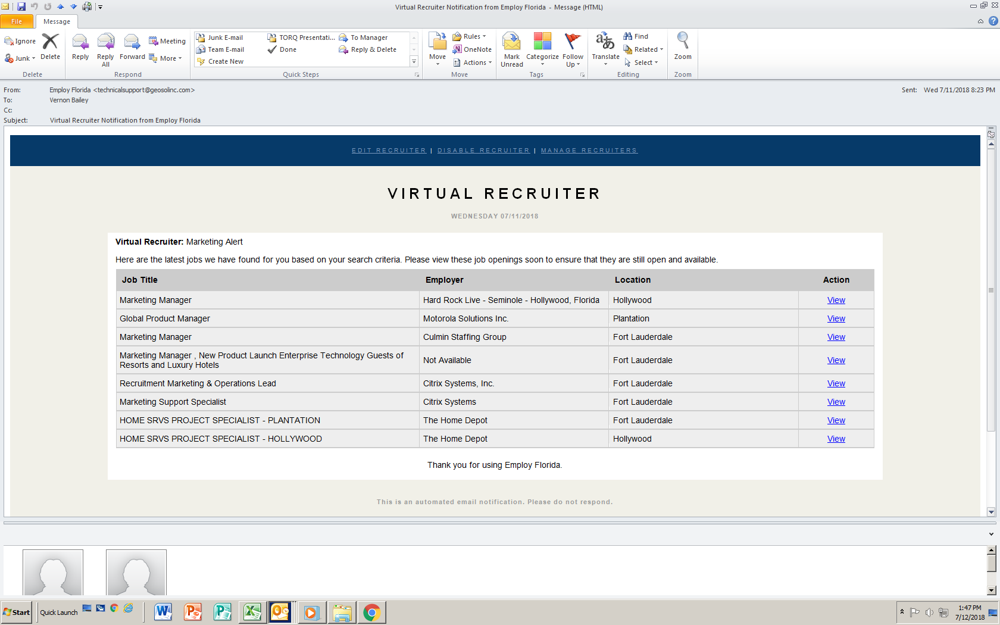 Virtual Recruiter Notification from Employ Florida - Message (HTML)
File Message
Ignore
Junk
Delete
Delete
Reply
Reply All
Forward
Meeting
More
Respond
Junk E-mail
Team E-mail
Create New
TORQ Presentati...
Done
To Manager
Reply & Delete
Quick Steps
Move
Rules
OneNote
Actions
Move
Mark Unread
Categorize
Follow Up
Tags
Translate
Find
Related
Select
Editing
Zoom
Zoom
From: Employ Florida <technicalsupport@geosolinc.com>
Sent: Wed 7/11/2018 8:23 PM
To: Vernon Bailey
Cc:
Subject: Virtual Recruiter Notification from Employ Florida
EDIT RECRUITER | DISABLE RECRUITER | MANAGE RECRUITERS
VIRTUAL RECRUITER
WEDNESDAY 07/11/2018
Virtual Recruiter: Marketing Alert
Here are the latest jobs we have found for you based on your search criteria. Please view these job openings soon to ensure that they are still open and available.
Job Title Employer Location Action
Marketing Manager Hard Rock Live - Seminole - Hollywood, Florida Hollywood View
Global Product Manager Motorola Solutions Inc. Plantation View
Marketing Manager Culmin Staffing Group Fort Lauderdale View
Marketing Manager , New Product Launch Enterprise Technology Guests of
Resorts and Luxury Hotels Not Available Fort Lauderdale View
Recruitment Marketing & Operations Lead Citrix Systems, Inc. Fort Lauderdale View
Marketing Support Specialist Citrix Systems Fort Lauderdale View
HOME SRVS PROJECT SPECIALIST - PLANTATION The Home Depot Fort Lauderdale View
HOME SRVS PROJECT SPECIALIST - HOLLYWOOD The Home Depot Hollywood View
Thank you for using Employ Florida.
This is an automated email notification. Please do not respond.
Start Quick Launch
1:47 PM
7/12/2018